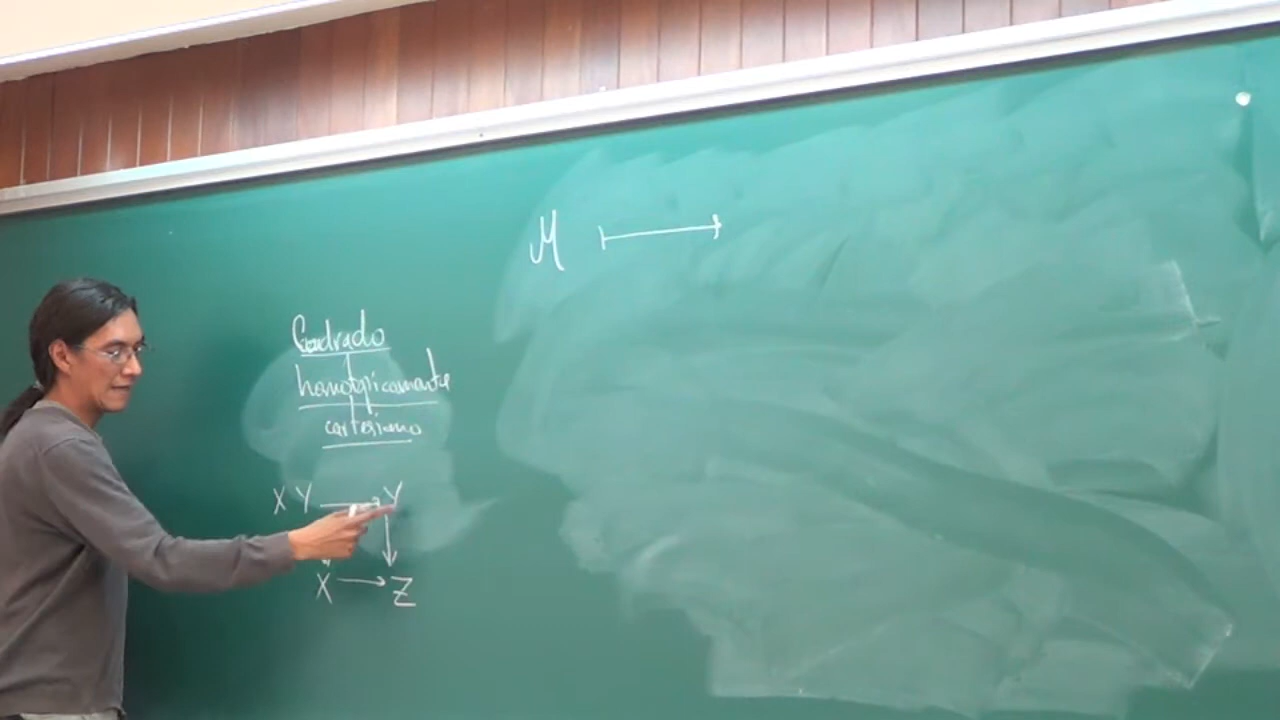 M ⟼
Cuadrado
homotópicamente
cartesiano
X Y → Y
↓
X → Z